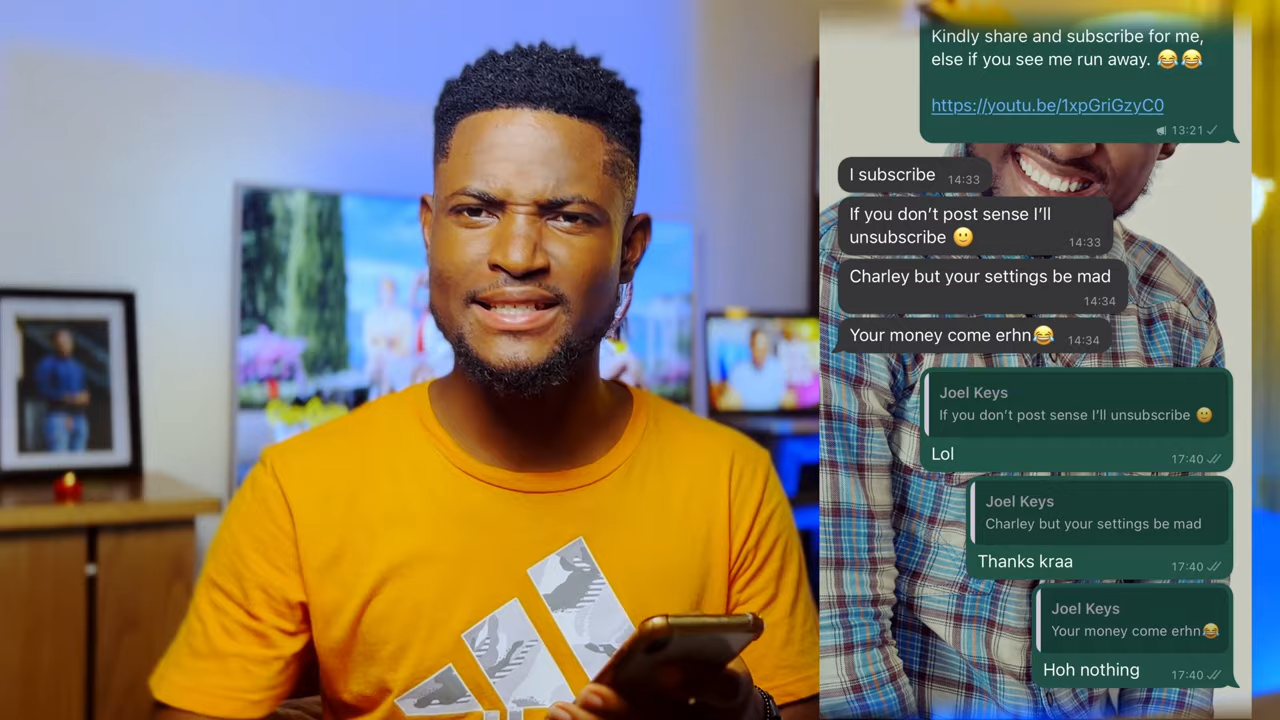 Kindly share and subscribe for me,
else if you see me run away. 😂😂
https://youtu.be/1xpGriGzyC0
13:21
I subscribe 14:33
If you don’t post sense I’ll
unsubscribe 🙂 14:33
Charley but your settings be mad
14:34
Your money come erhn😂 14:34
Joel Keys
If you don’t post sense I’ll unsubscribe 🙂
Lol 17:40
Joel Keys
Charley but your settings be mad
Thanks kraa 17:40
Joel Keys
Your money come erhn😂
Hoh nothing 17:40